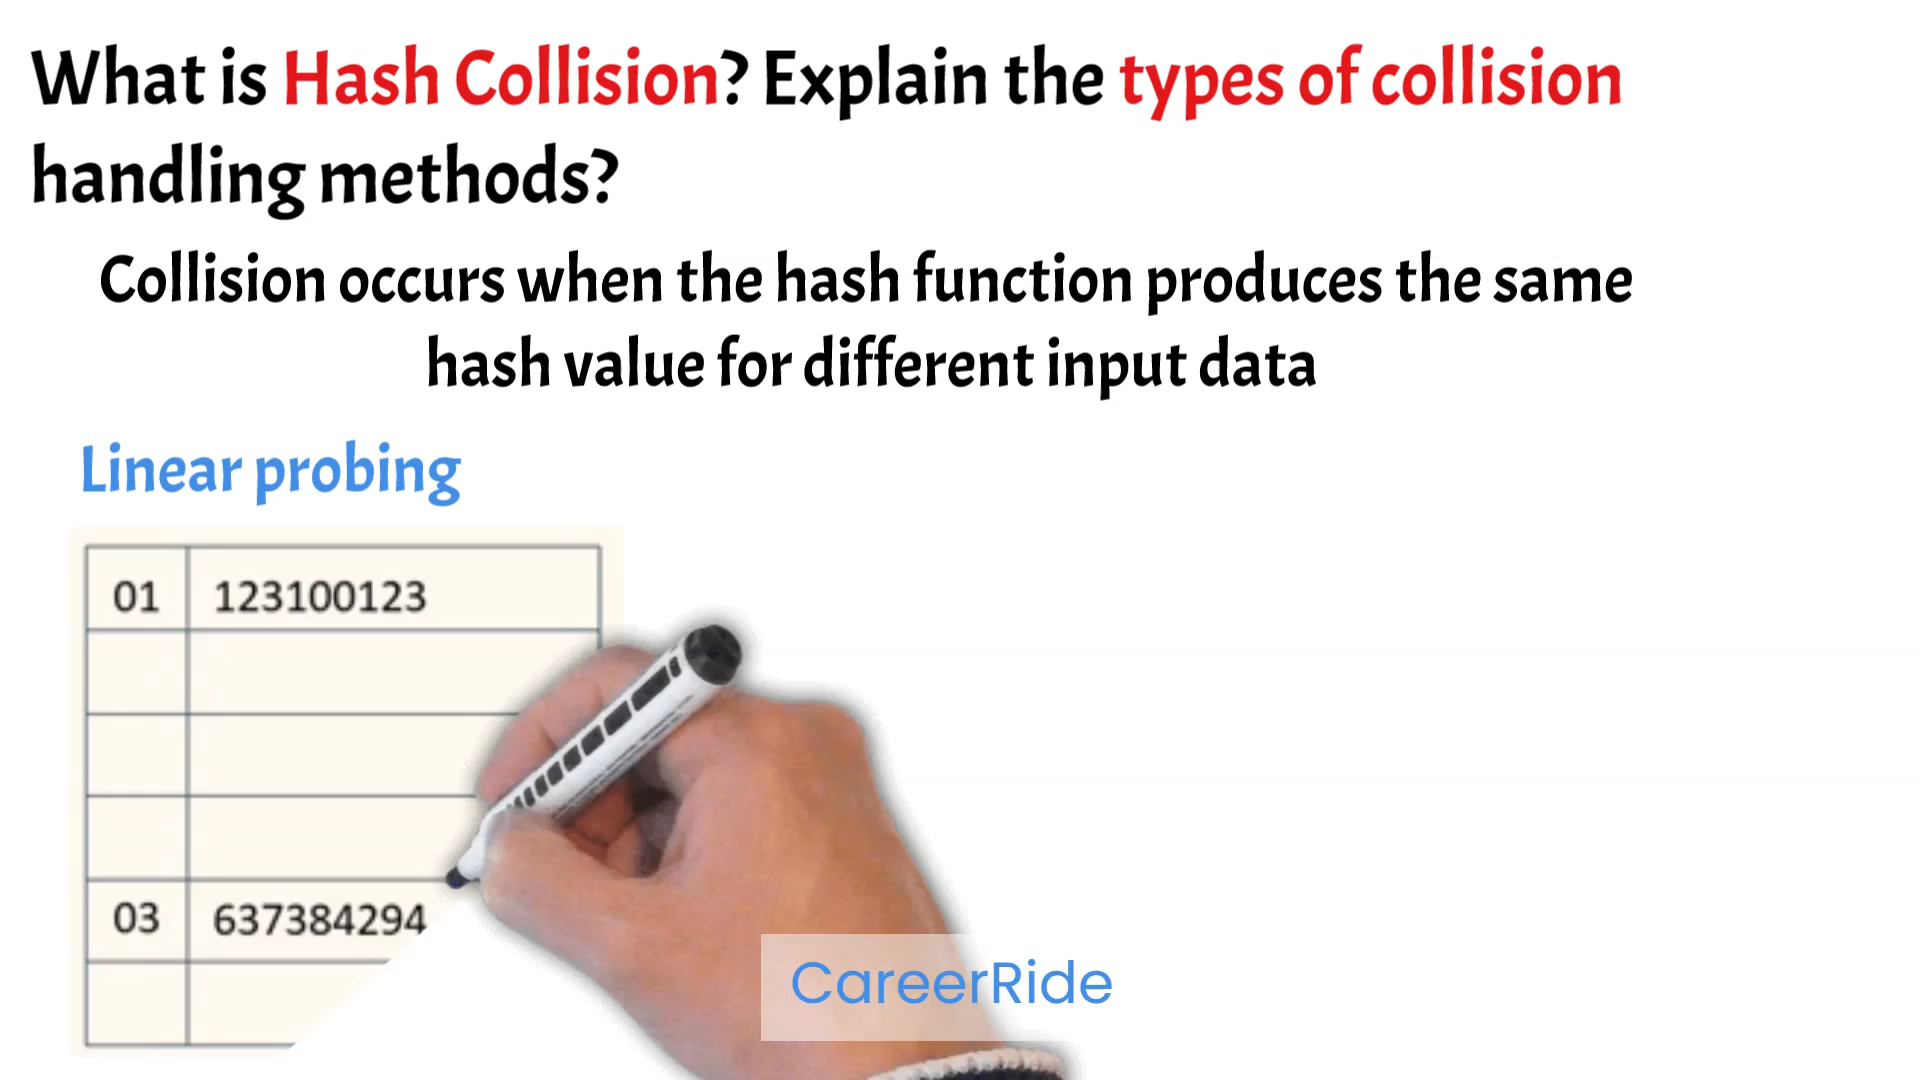 What is Hash Collision? Explain the types of collision
handling methods?
Collision occurs when the hash function produces the same
hash value for different input data
Linear probing
01 123100123
03 637384294
CareerRide